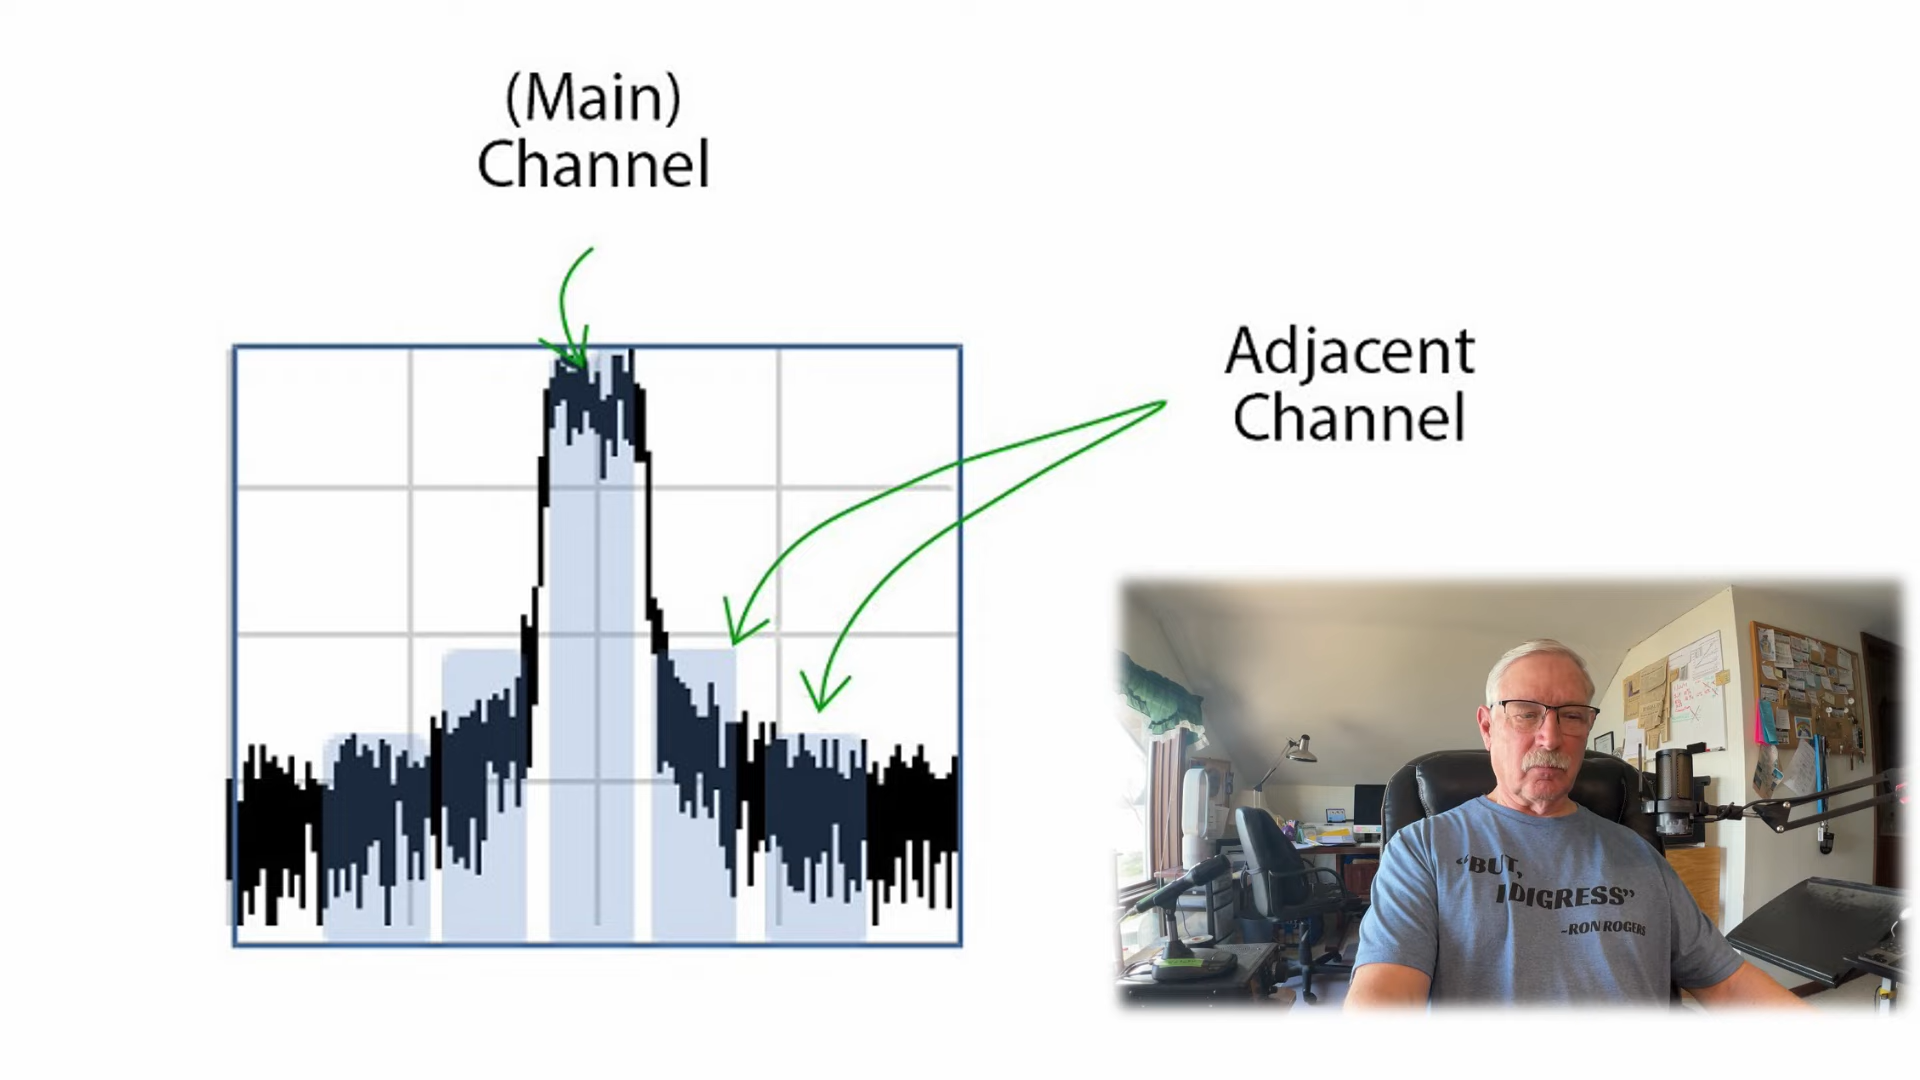 (Main)
Channel
Adjacent
Channel
“BUT,
I DIGRESS”
-RON ROGERS